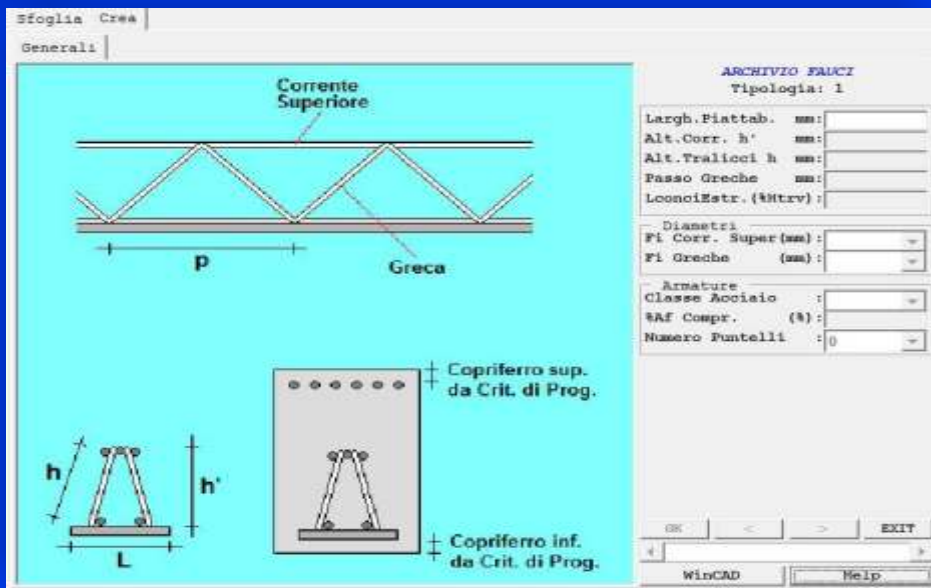 Sfoglia Crea
Generali
Corrente
Superiore
P
Greca
Copriferro sup.
da Crit. di Prog.
h
h'
L
Copriferro inf.
da Crit. di Prog.
ARCHIVIO FAUCI
Tipologia: 1
Largh.Piattab. mm:
Alt.Corr. h' mm:
Alt.Tralicci h mm:
Passo Greche mm:
LconciEstr.(%Htrv):
Diametri
Fi Corr. Super(mm):
Fi Greche (mm):
Armature
Classe Acciaio :
%Af Compr. (%):
Numero Puntelli : 0
OK < > EXIT
WinCAD Help